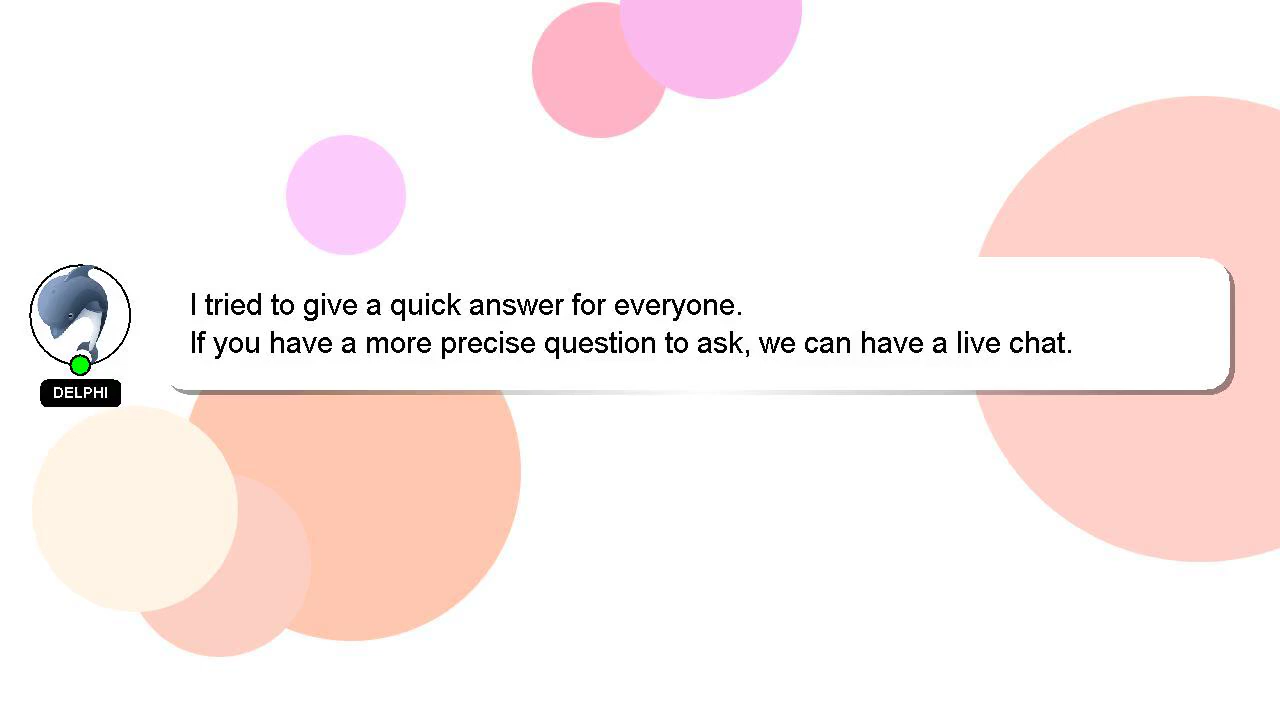 I tried to give a quick answer for everyone.
If you have a more precise question to ask, we can have a live chat.
DELPHI